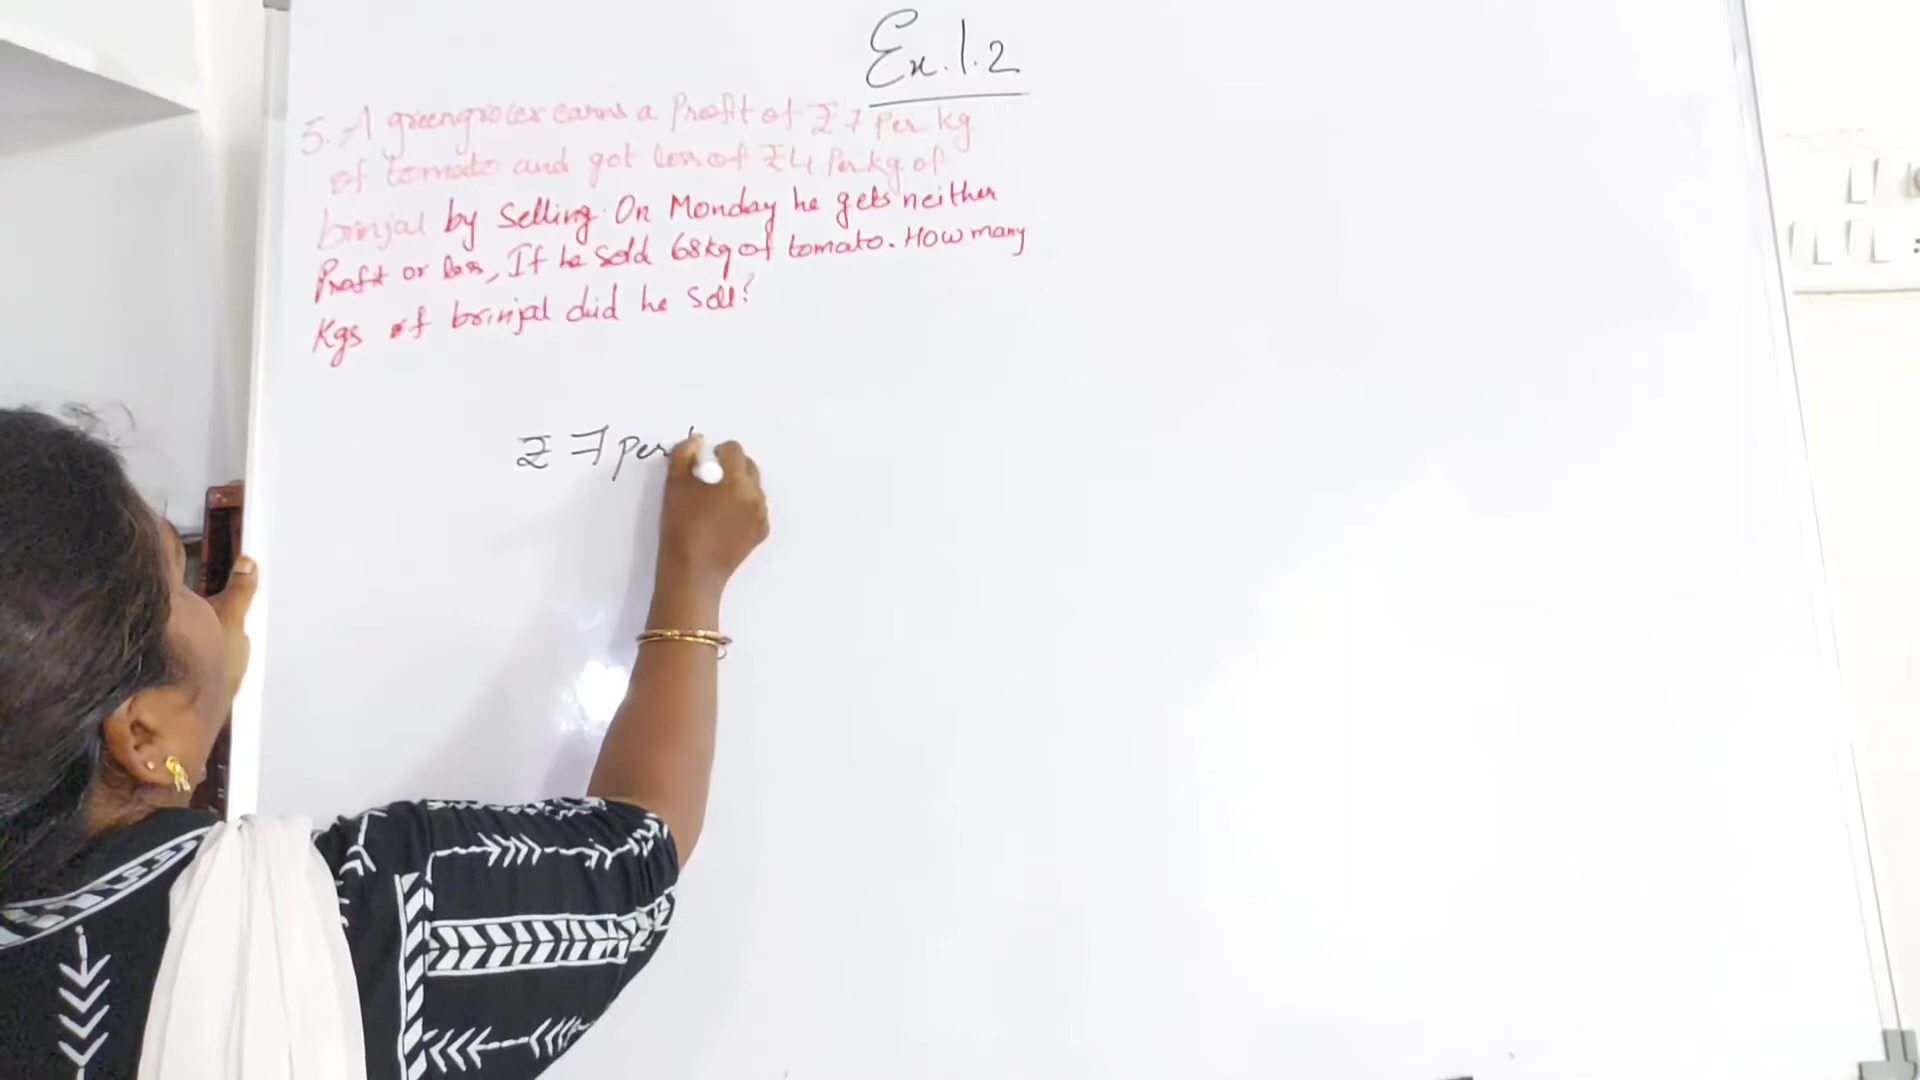 Ex.1.2
5. A greengrocer earns a Profit of ₹ 7 Per kg
of tomato and got loss of ₹ 4 Per kg of
brinjal by Selling. On Monday he gets neither
Profit or loss, If he sold 68kg of tomato. How many
Kgs of brinjal did he Sell?
₹ 7 per